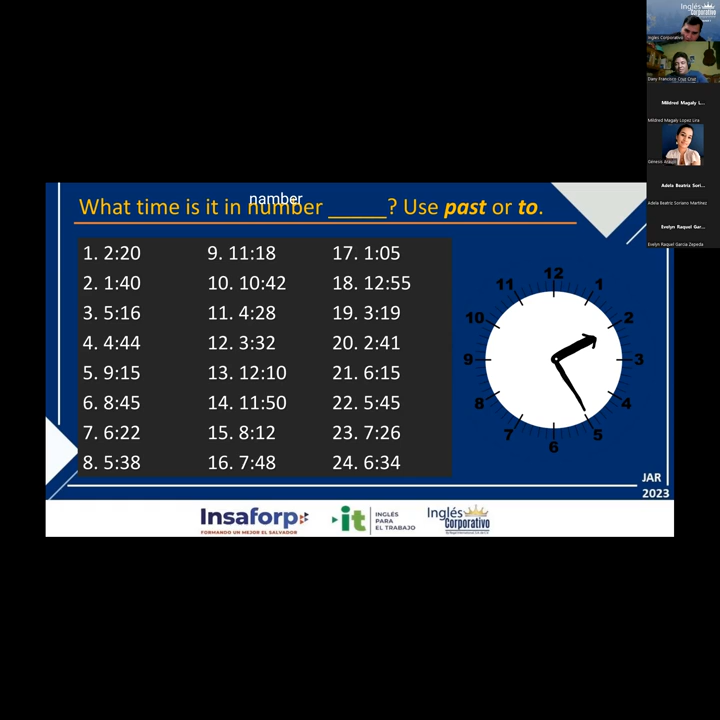 What time is it in number _____? Use past or to.
namber
1. 2:20
2. 1:40
3. 5:16
4. 4:44
5. 9:15
6. 8:45
7. 6:22
8. 5:38
9. 11:18
10. 10:42
11. 4:28
12. 3:32
13. 12:10
14. 11:50
15. 8:12
16. 7:48
17. 1:05
18. 12:55
19. 3:19
20. 2:41
21. 6:15
22. 5:45
23. 7:26
24. 6:34
12
1
2
3
4
5
6
7
8
9
10
11
JAR
2023
Insaforp
FORMANDO UN MEJOR EL SALVADOR
it
INGLÉS
PARA
EL TRABAJO
Inglés
Corporativo
Inglés
Corporativo
Inglés Corporativo
Dany Francisco Cruz Cruz
Mildred Magaly L...
Mildred Magaly Lopez Lira
Adela Beatriz Sori...
Adela Beatriz Soriano Martínez
Evelyn Raquel Gar...
Evelyn Raquel Garcia Zepeda